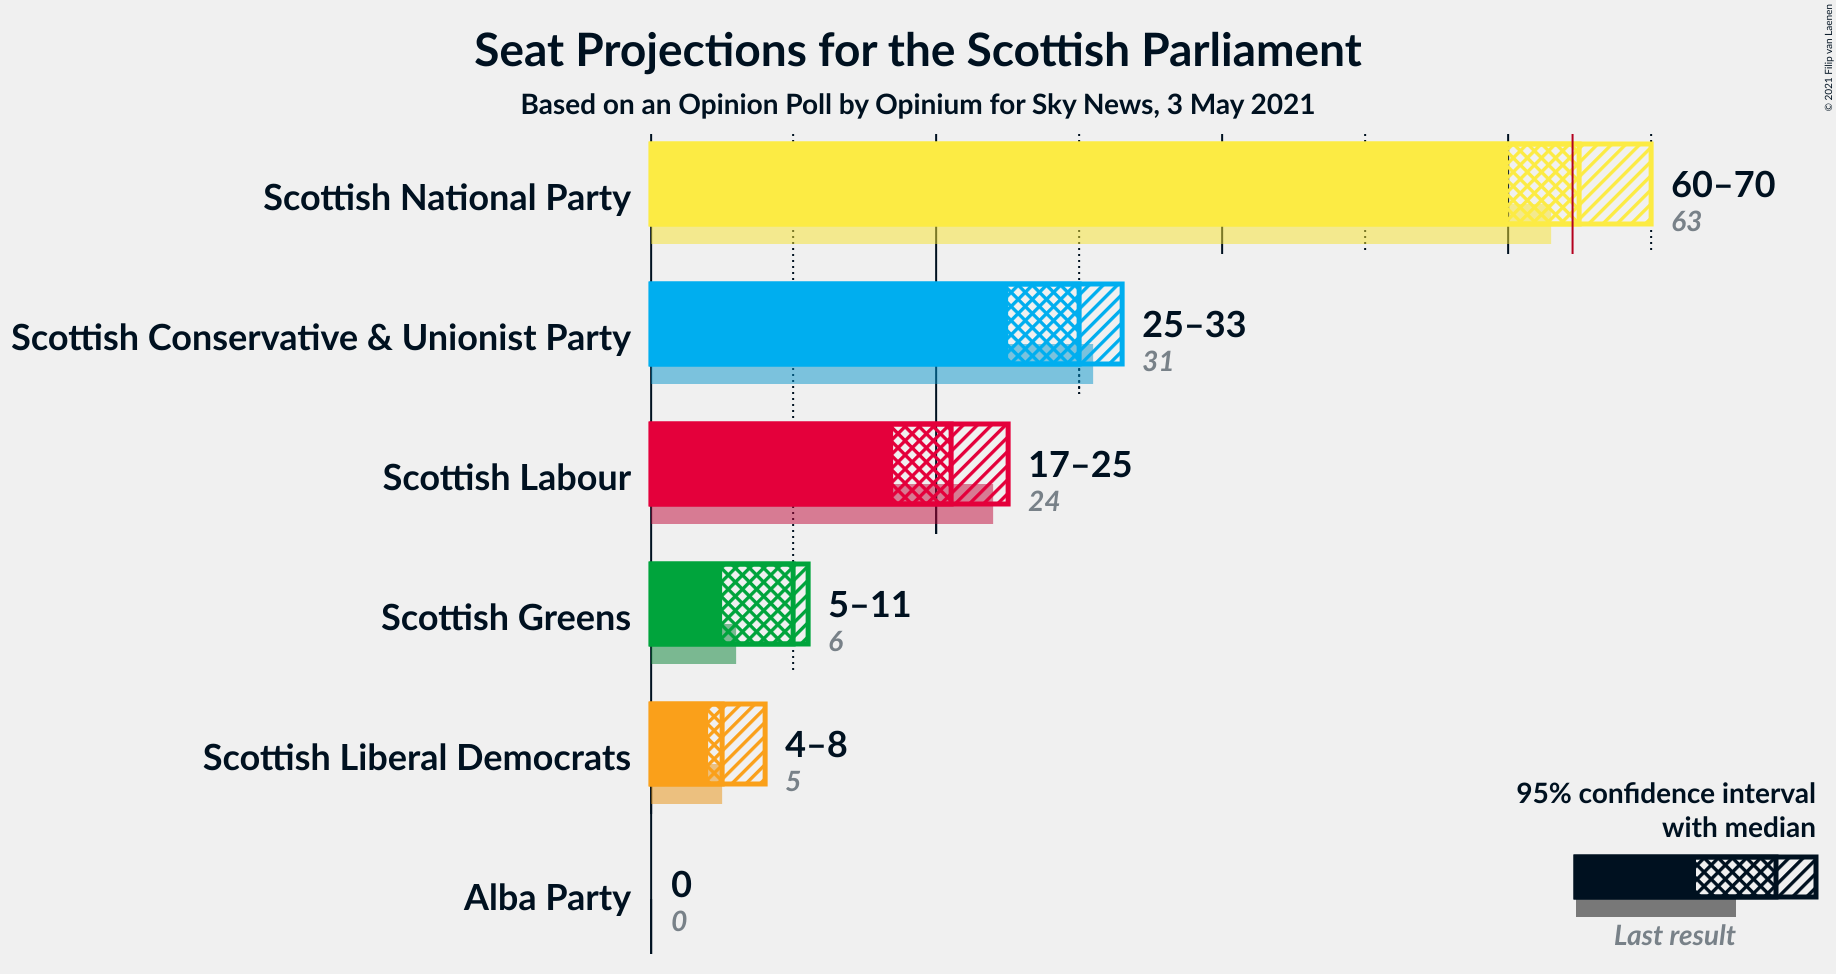 Seat Projections for the Scottish Parliament
Based on an Opinion Poll by Opinium for Sky News, 3 May 2021
© 2021 Filip van Laenen
Scottish National Party
60–70
63
Scottish Conservative & Unionist Party
25–33
31
Scottish Labour
17–25
24
Scottish Greens
5–11
6
Scottish Liberal Democrats
4–8
5
Alba Party
0
0
95% confidence interval
with median
Last result